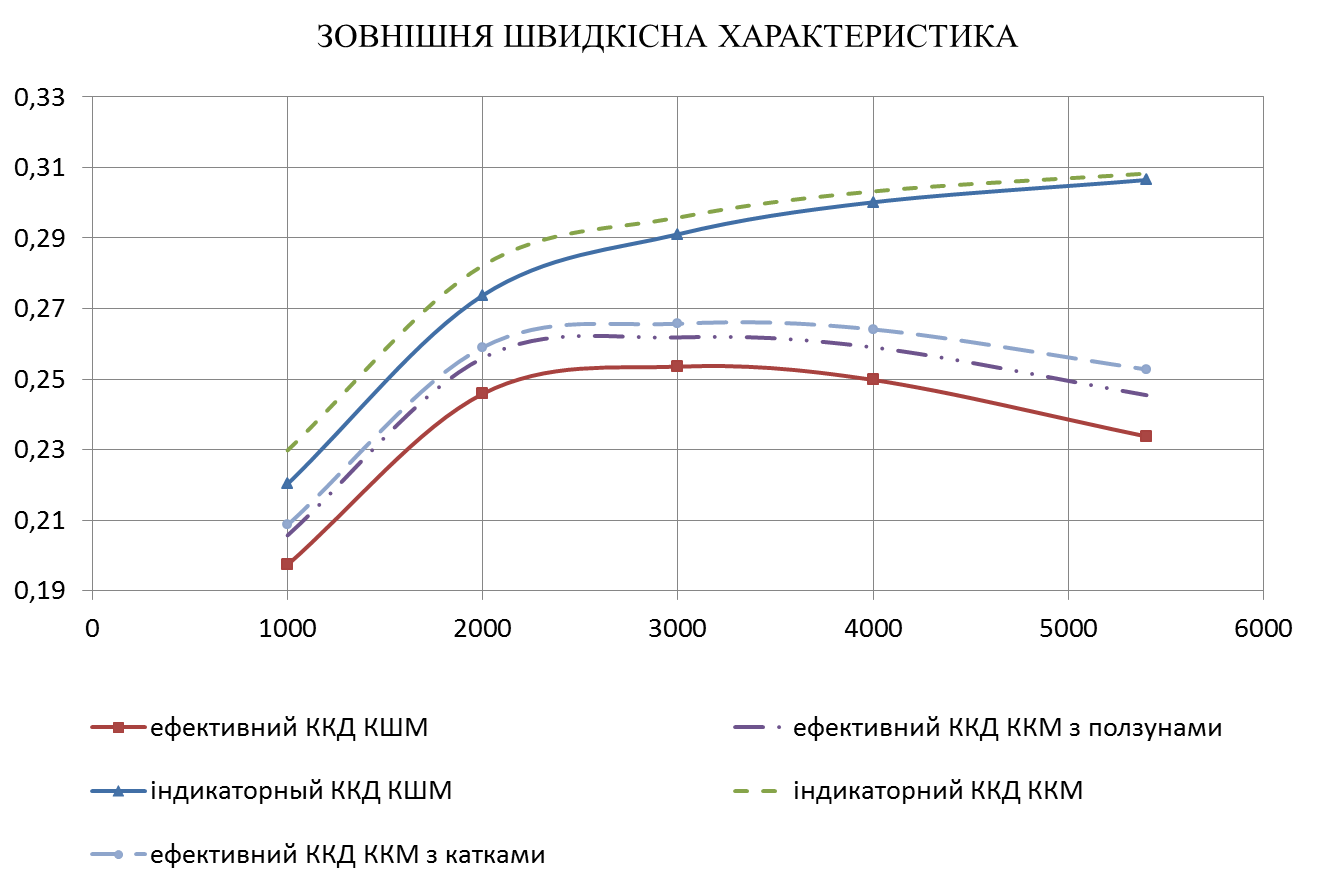 ЗОВНІШНЯ ШВИДКІСНА ХАРАКТЕРИСТИКА
0,33
0,31
0,29
0,27
0,25
0,23
0,21
0,19
0 1000 2000 3000 4000 5000 6000
ефективний ККД КШМ
ефективний ККД ККМ з ползунами
індикаторный ККД КШМ
індикаторний ККД ККМ
ефективний ККД ККМ з катками